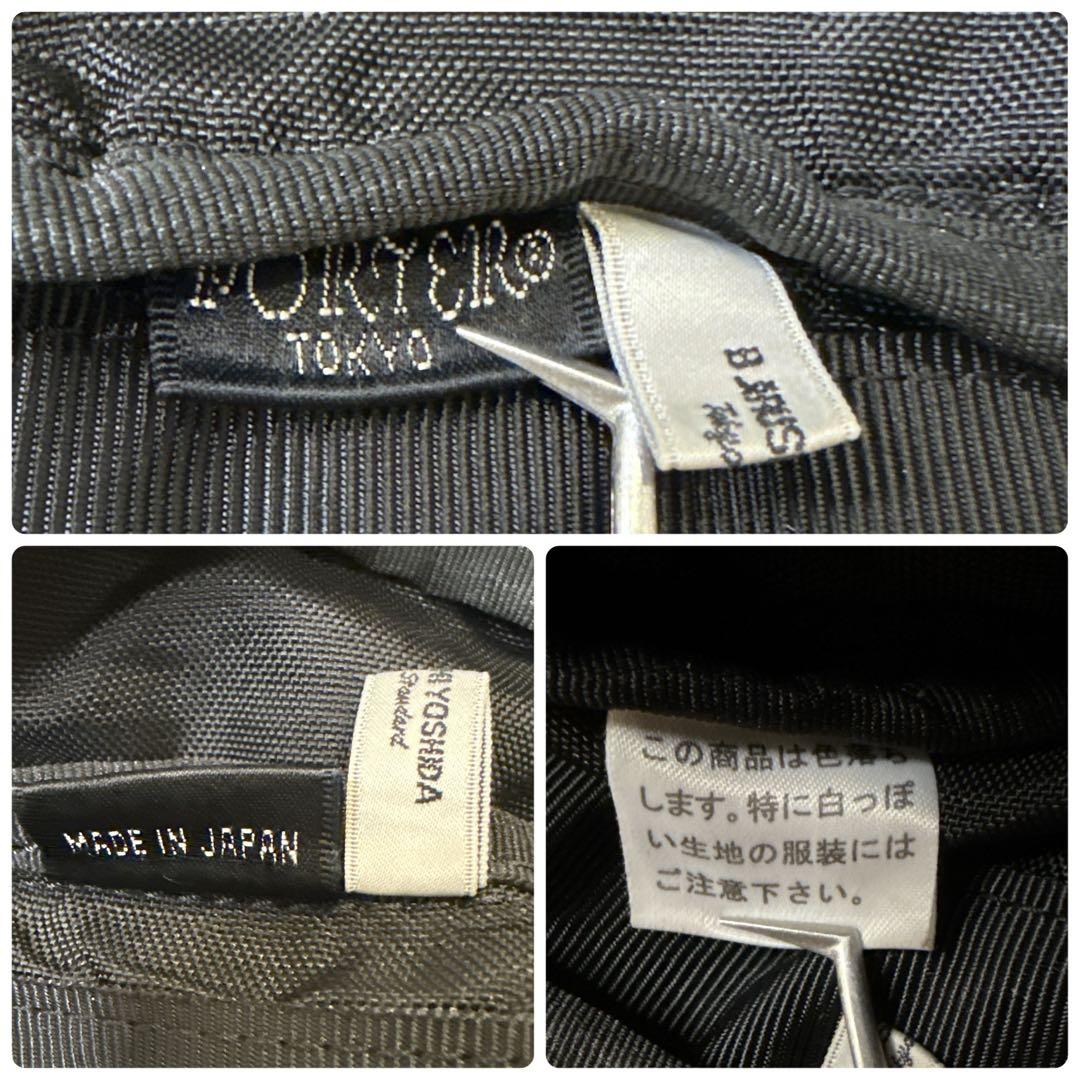 PORTER®
TOKYO
B JRUS
Tokyo
YOSHIDA
Standard
MADE IN JAPAN
この商品は色落ち
します。特に白っぽ
い生地の服装には
ご注意下さい。